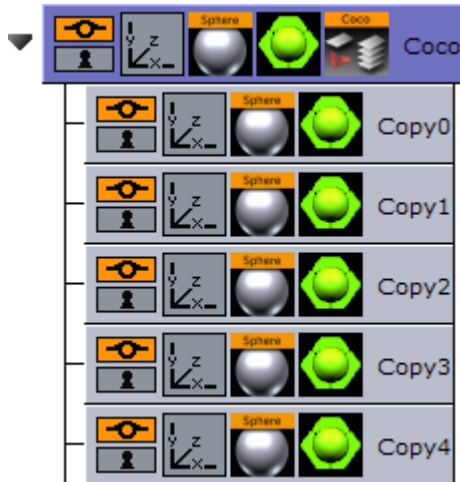 Sphere Coco Coco
y z x
Sphere Copy0
y z x
Sphere Copy1
y z x
Sphere Copy2
y z x
Sphere Copy3
y z x
Sphere Copy4
y z x